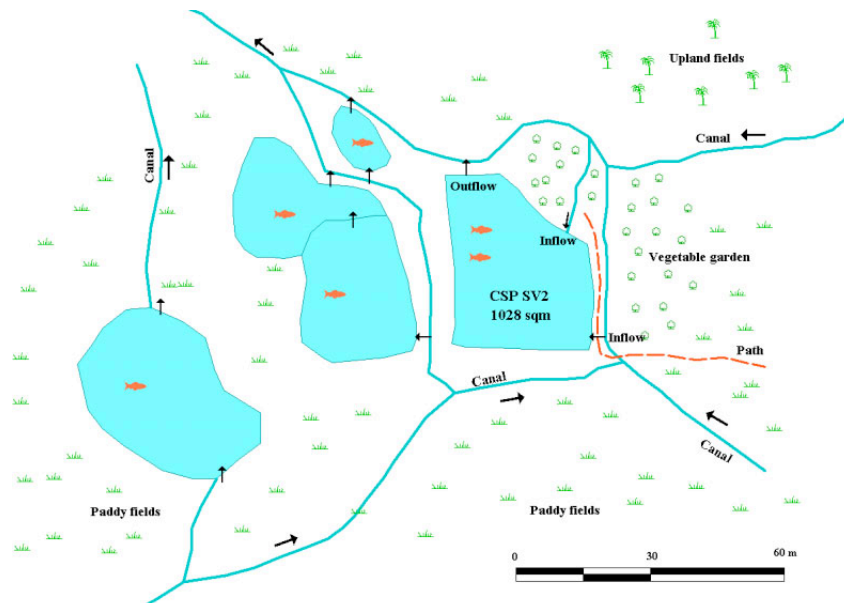 Upland fields
Canal
Canal
Outflow
Inflow
Vegetable garden
CSP SV2
1028 sqm
Inflow
Path
Canal
Canal
Paddy fields
Paddy fields
0 30 60 m